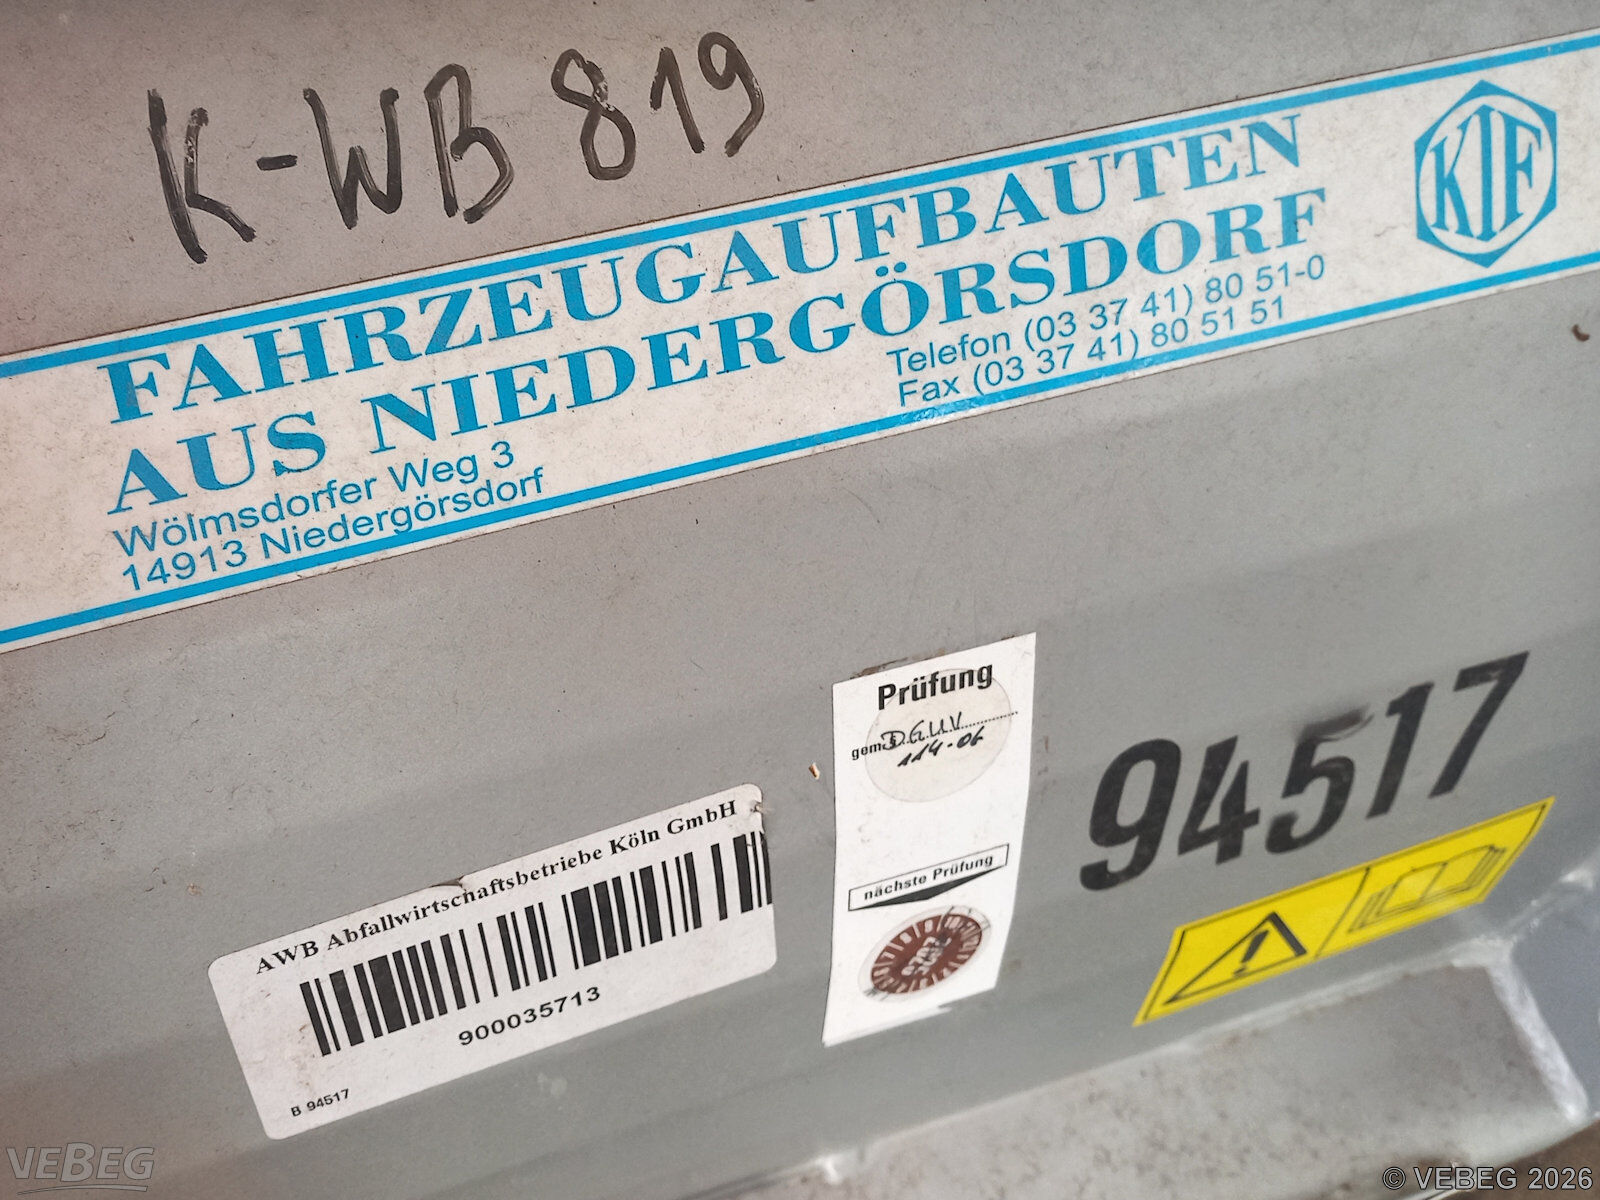 K-WB 819
FAHRZEUGAUFBAUTEN
AUS NIEDERGÖRSDORF
KIF
Wölmsdorfer Weg 3
14913 Niedergörsdorf
Telefon (03 37 41) 80 51-0
Fax (03 37 41) 80 51 51
AWB Abfallwirtschaftsbetriebe Köln GmbH
900035713
B 94517
Prüfung
gem. DGUV
114-06
nächste Prüfung
94517
VEBEG
© VEBEG 2026